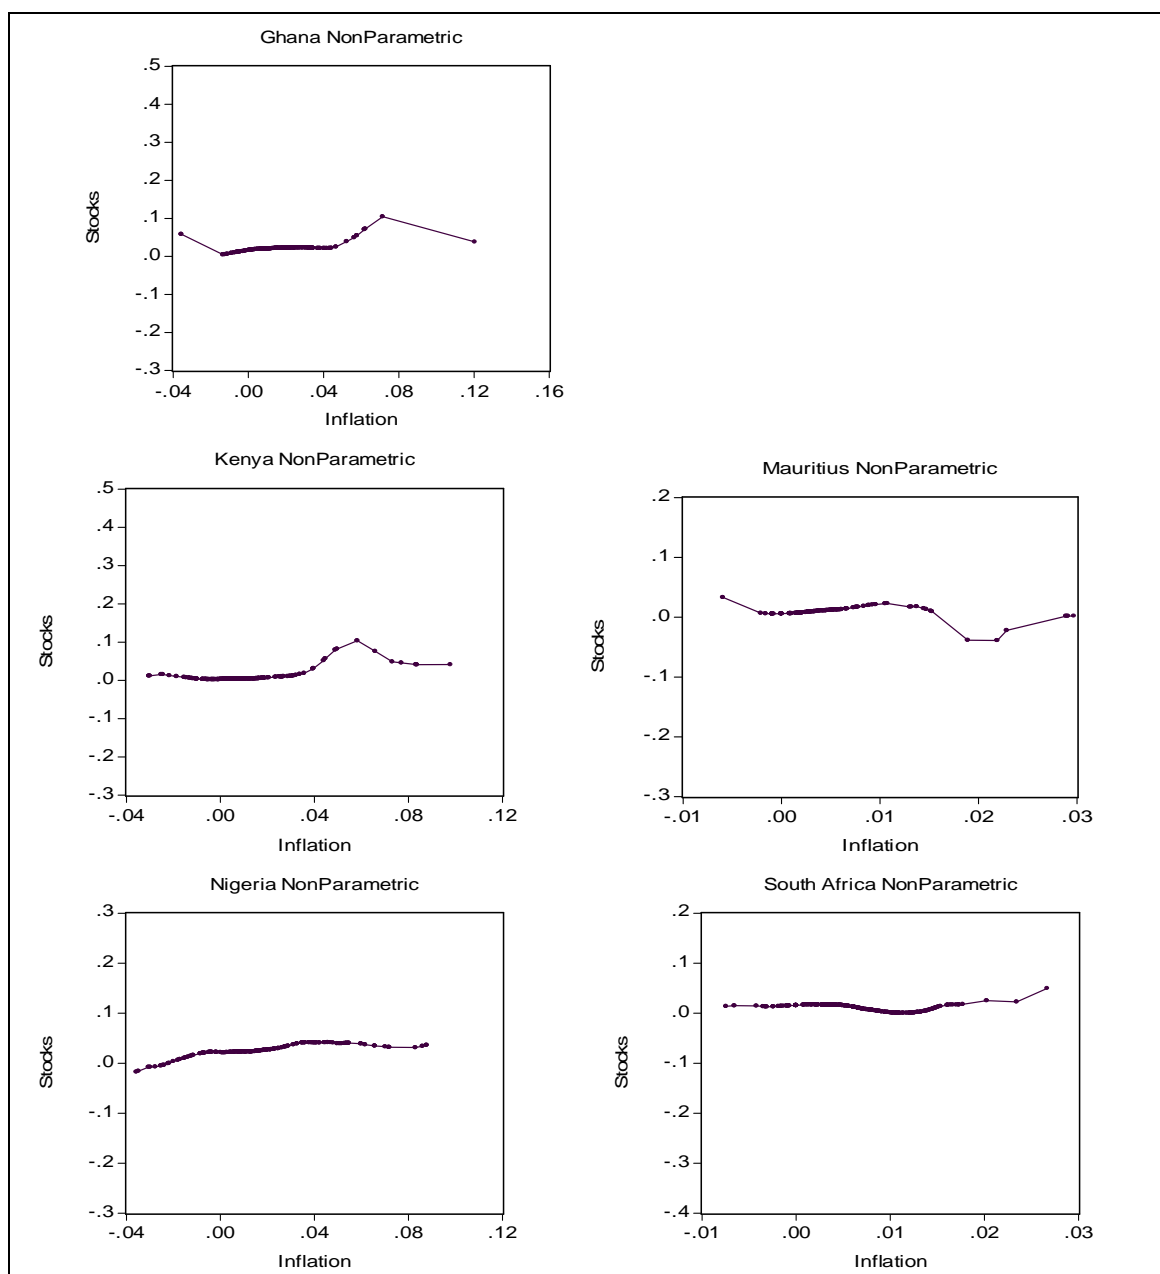 Ghana NonParametric
.5
.4
.3
.2
.1
.0
-.1
-.2
-.3
Stocks
-.04 .00 .04 .08 .12 .16
Inflation
Kenya NonParametric
.5
.4
.3
.2
.1
.0
-.1
-.2
-.3
Stocks
-.04 .00 .04 .08 .12
Inflation
Mauritius NonParametric
.2
.1
.0
-.1
-.2
-.3
Stocks
-.01 .00 .01 .02 .03
Inflation
Nigeria NonParametric
.3
.2
.1
.0
-.1
-.2
-.3
Stocks
-.04 .00 .04 .08 .12
Inflation
South Africa NonParametric
.2
.1
.0
-.1
-.2
-.3
-.4
Stocks
-.01 .00 .01 .02 .03
Inflation